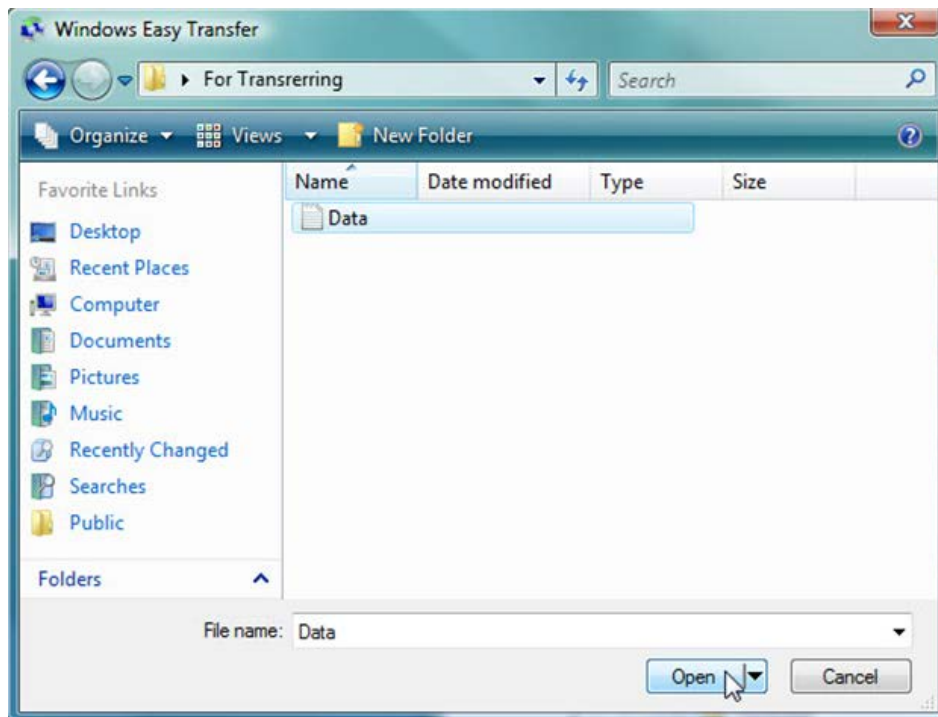 Windows Easy Transfer
For Transrerring
Search
Organize Views New Folder
Favorite Links
Name Date modified Type Size
Data
Desktop
Recent Places
Computer
Documents
Pictures
Music
Recently Changed
Searches
Public
Folders
File name: Data
Open Cancel